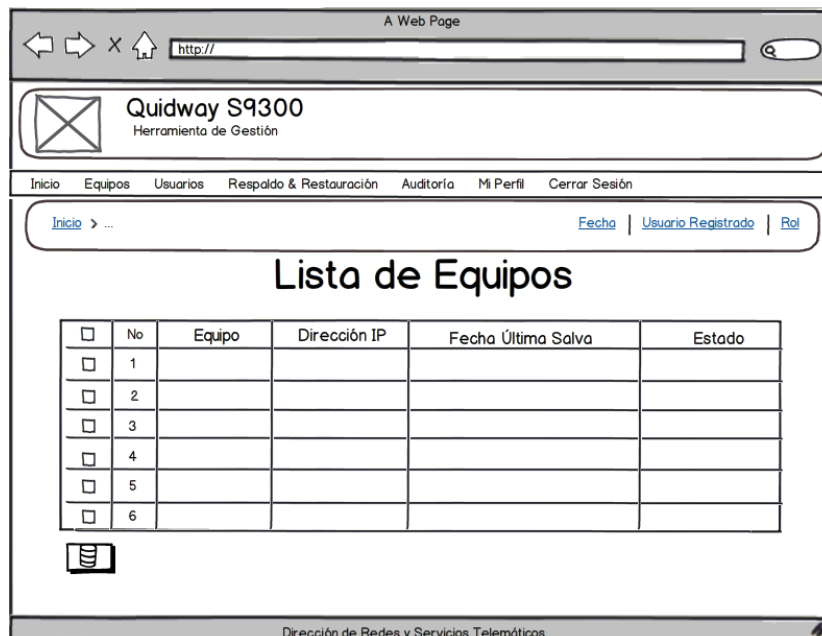 A Web Page
http://
Quidway S9300
Herramienta de Gestión
Inicio Equipos Usuarios Respaldo & Restauración Auditoría Mi Perfil Cerrar Sesión
Inicio > ... Fecha | Usuario Registrado | Rol
Lista de Equipos
No Equipo Dirección IP Fecha Última Salva Estado
1
2
3
4
5
6
Dirección de Redes y Servicios Telemáticos